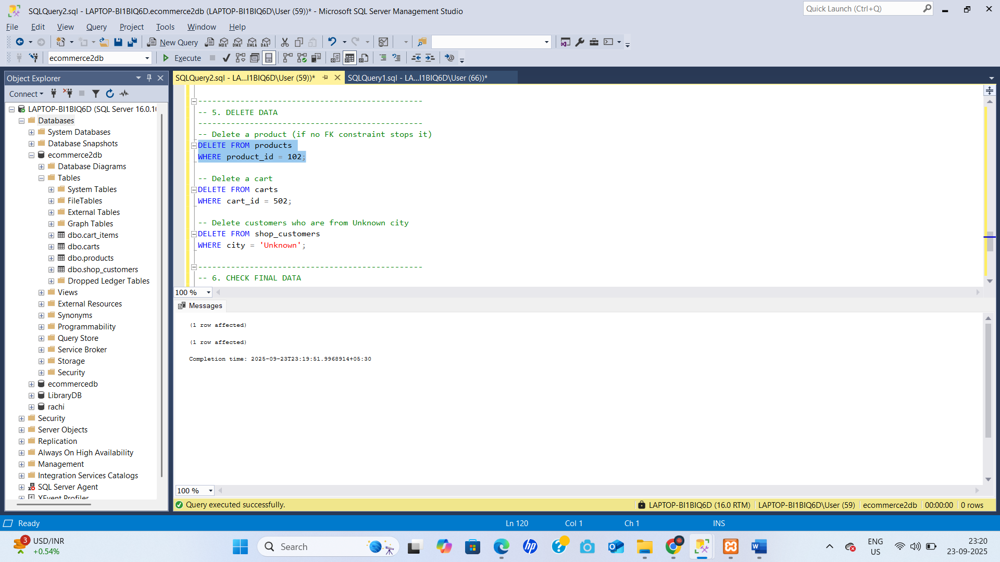 SQLQuery2.sql - LAPTOP-BI1BIQ6D.ecommerce2db (LAPTOP-BI1BIQ6D\User (59))* - Microsoft SQL Server Management Studio
Quick Launch (Ctrl+Q)
File Edit View Query Project Tools Window Help
New Query
MDX DMX XMLA DAX
ecommerce2db
Execute
Object Explorer
SQLQuery2.sql - LA...I1BIQ6D\User (59))*
SQLQuery1.sql - LA...I1BIQ6D\User (66))*
Connect
LAPTOP-BI1BIQ6D (SQL Server 16.0.10
Databases
System Databases
Database Snapshots
ecommerce2db
Database Diagrams
Tables
System Tables
FileTables
External Tables
Graph Tables
dbo.cart_items
dbo.carts
dbo.products
dbo.shop_customers
Dropped Ledger Tables
Views
External Resources
Synonyms
Programmability
Query Store
Service Broker
Storage
Security
ecommercedb
LibraryDB
rachi
Security
Server Objects
Replication
Always On High Availability
Management
Integration Services Catalogs
SQL Server Agent
XEvent Profiler
------------------------------------------------
-- 5. DELETE DATA
------------------------------------------------
-- Delete a product (if no FK constraint stops it)
DELETE FROM products
WHERE product_id = 102;
-- Delete a cart
DELETE FROM carts
WHERE cart_id = 502;
-- Delete customers who are from Unknown city
DELETE FROM shop_customers
WHERE city = 'Unknown';
------------------------------------------------
-- 6. CHECK FINAL DATA
100 %
Messages
(1 row affected)
(1 row affected)
Completion time: 2025-09-23T23:19:51.9968914+05:30
100 %
Query executed successfully.
LAPTOP-BI1BIQ6D (16.0 RTM) LAPTOP-BI1BIQ6D\User (59) ecommerce2db 00:00:00 0 rows
Ready
Ln 120 Col 1 Ch 1 INS
3
USD/INR
+0.54%
Search
hp
ENG
US
23:20
23-09-2025